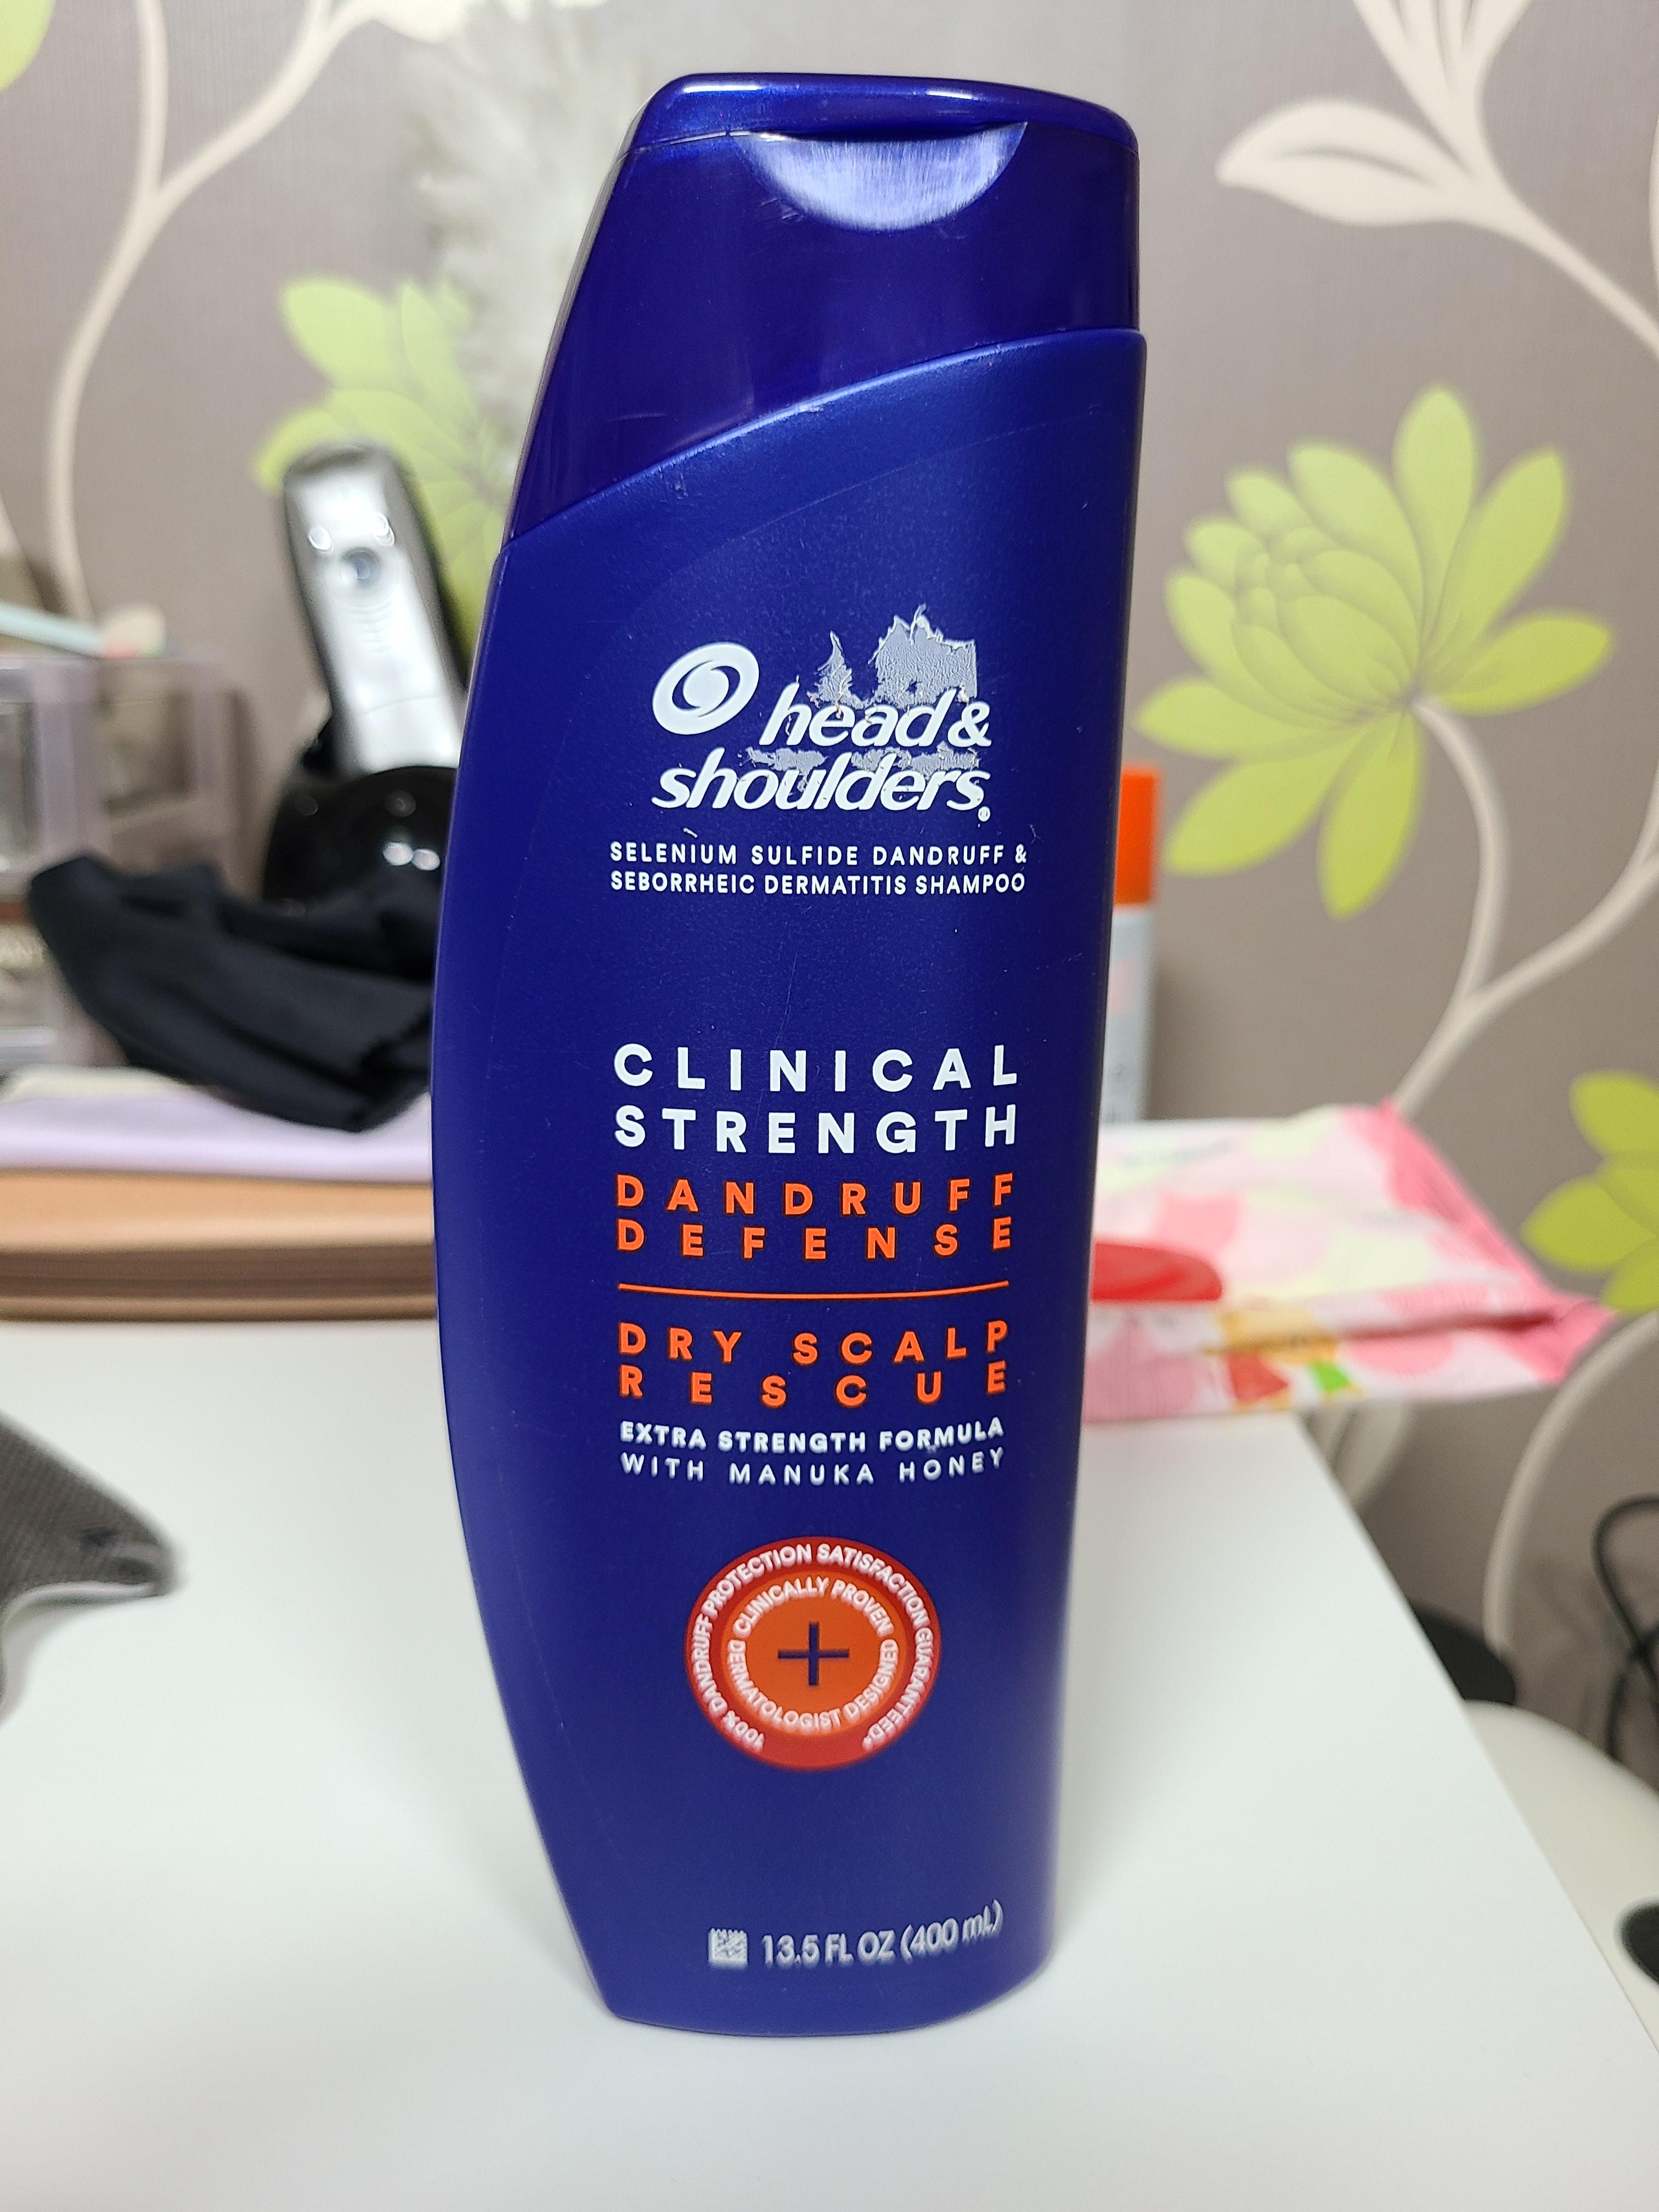 head&
shoulders®
SELENIUM SULFIDE DANDRUFF &
SEBORRHEIC DERMATITIS SHAMPOO
CLINICAL
STRENGTH
DANDRUFF
DEFENSE
DRY SCALP
RESCUE
EXTRA STRENGTH FORMULA
WITH MANUKA HONEY
100% DANDRUFF PROTECTION SATISFACTION GUARANTEED*
CLINICALLY PROVEN
DERMATOLOGIST DESIGNED
13.5 FL OZ (400 mL)